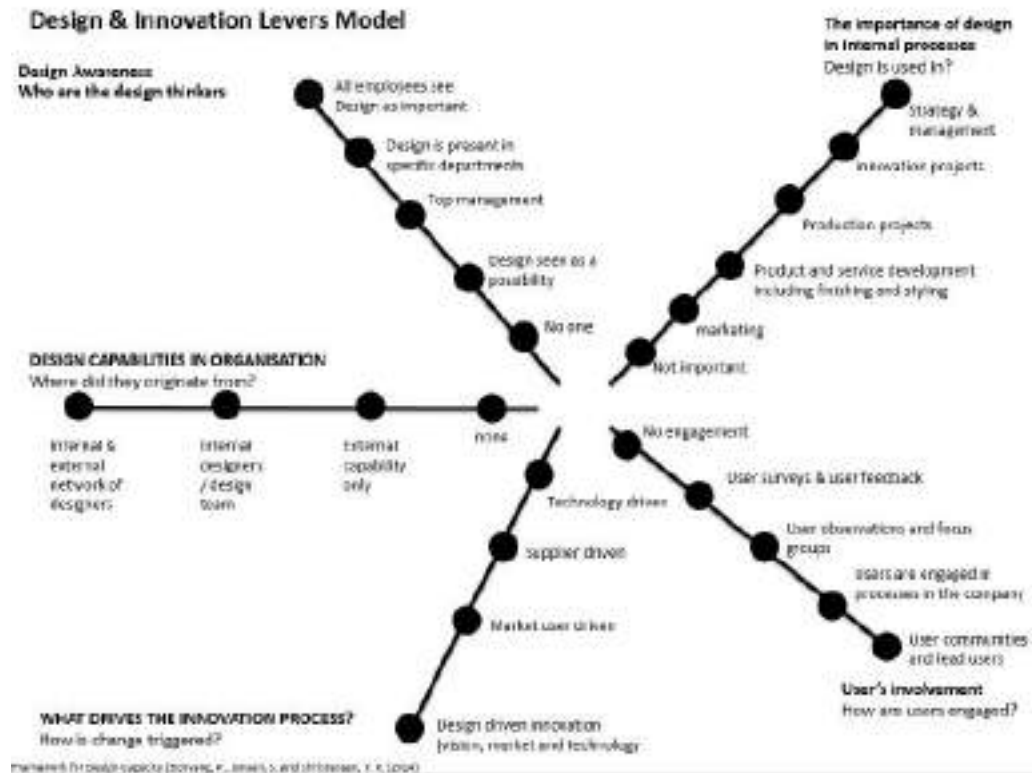 Design & Innovation Levers Model
Design Awareness
Who are the design thinkers
All employees see
Design as important
Design is present in
specific departments
Top management
Design seen as a
possibility
No one
The importance of design
in internal processes
Design is used in?
Strategy &
management
Innovation projects
Production projects
Product and service development
including finishing and styling
marketing
Not important
DESIGN CAPABILITIES IN ORGANISATION
Where did they originate from?
Internal &
external
network of
designers
Internal
designers
/ design
team
External
capability
only
none
No engagement
User surveys & user feedback
User observations and focus
groups
Users are engaged in
processes in the company
User communities
and lead users
User's involvement
How are users engaged?
Technology driven
Supplier driven
Market user driven
Design driven innovation
(vision, market and technology
WHAT DRIVES THE INNOVATION PROCESS?
How is change triggered?
Framework for design capacity